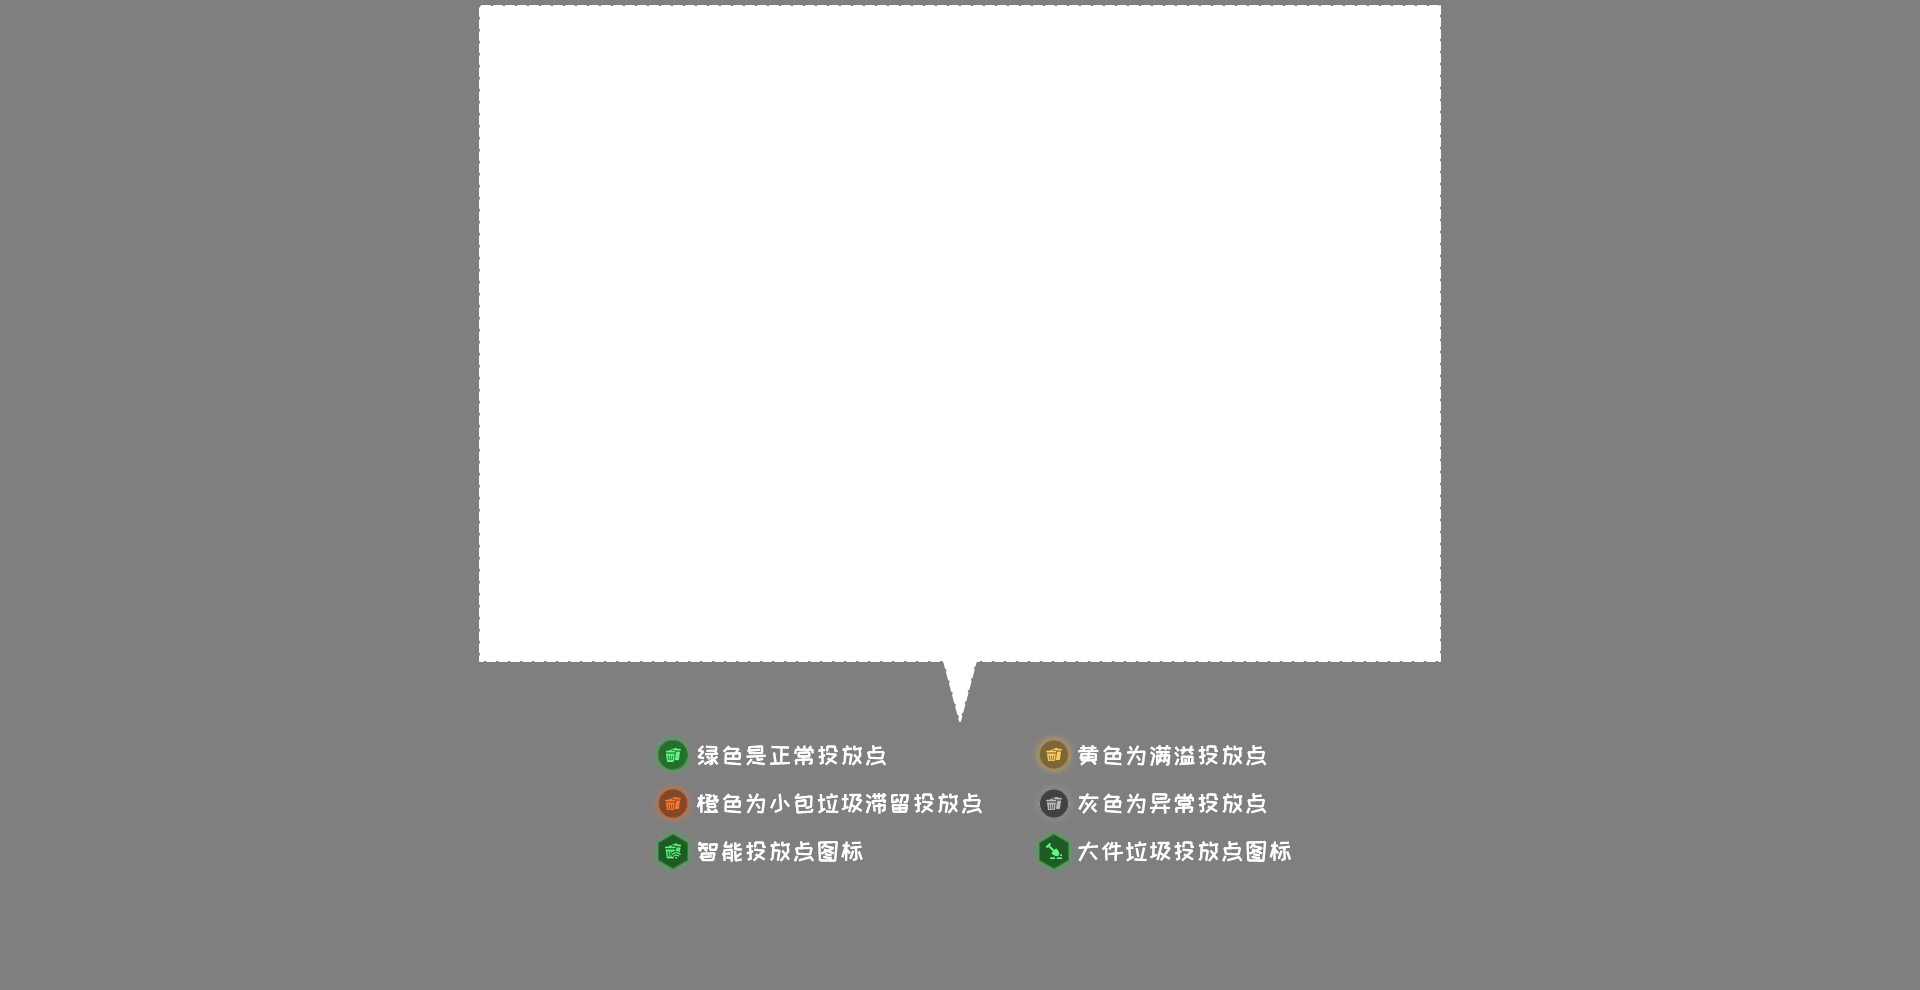 绿色是正常投放点
黄色为满溢投放点
橙色为小包垃圾滞留投放点
灰色为异常投放点
智能投放点图标
大件垃圾投放点图标